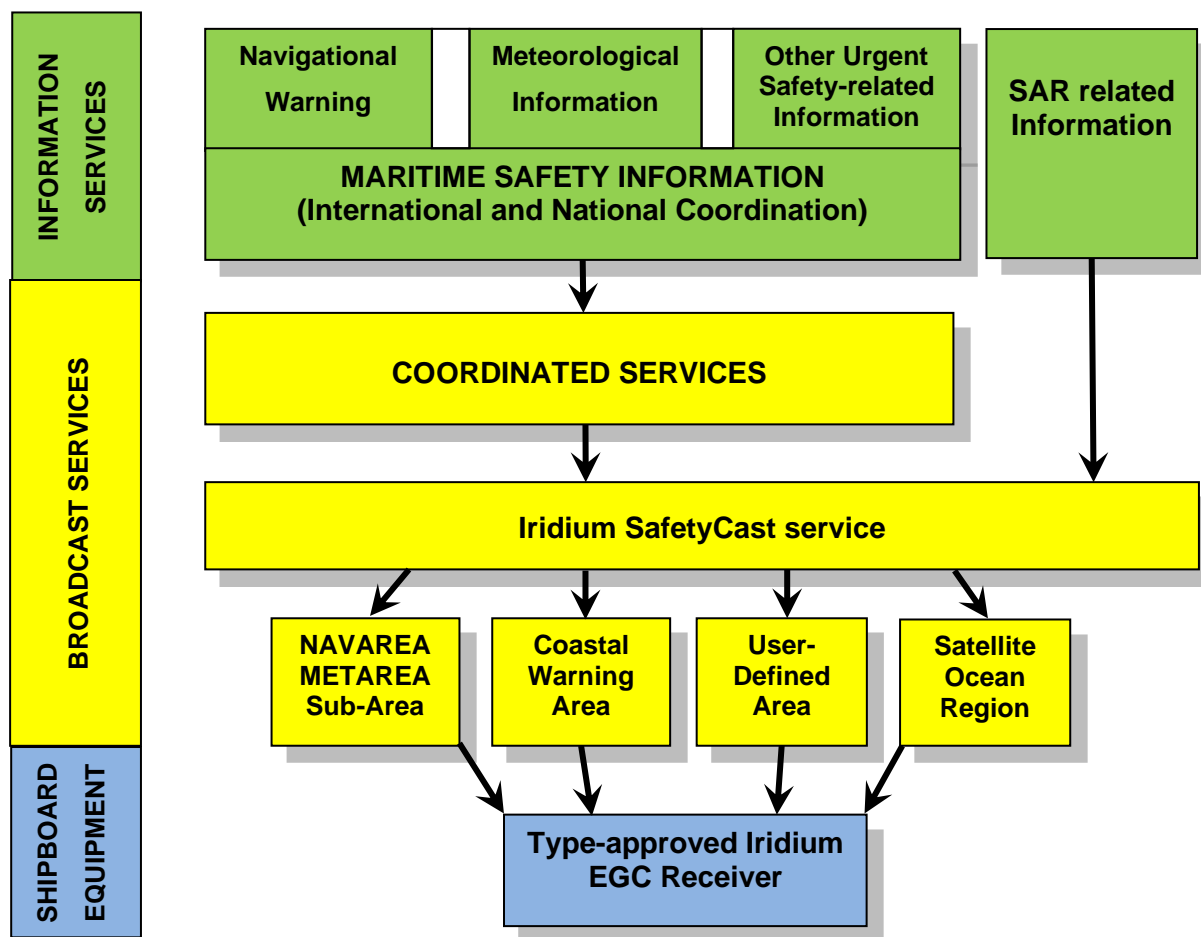 INFORMATION
SERVICES
Navigational
Warning
Meteorological
Information
Other Urgent
Safety-related
Information
SAR related
Information
MARITIME SAFETY INFORMATION
(International and National Coordination)
BROADCAST SERVICES
COORDINATED SERVICES
Iridium SafetyCast service
NAVAREA
METAREA
Sub-Area
Coastal
Warning
Area
User-
Defined
Area
Satellite
Ocean
Region
SHIPBOARD
EQUIPMENT
Type-approved Iridium
EGC Receiver